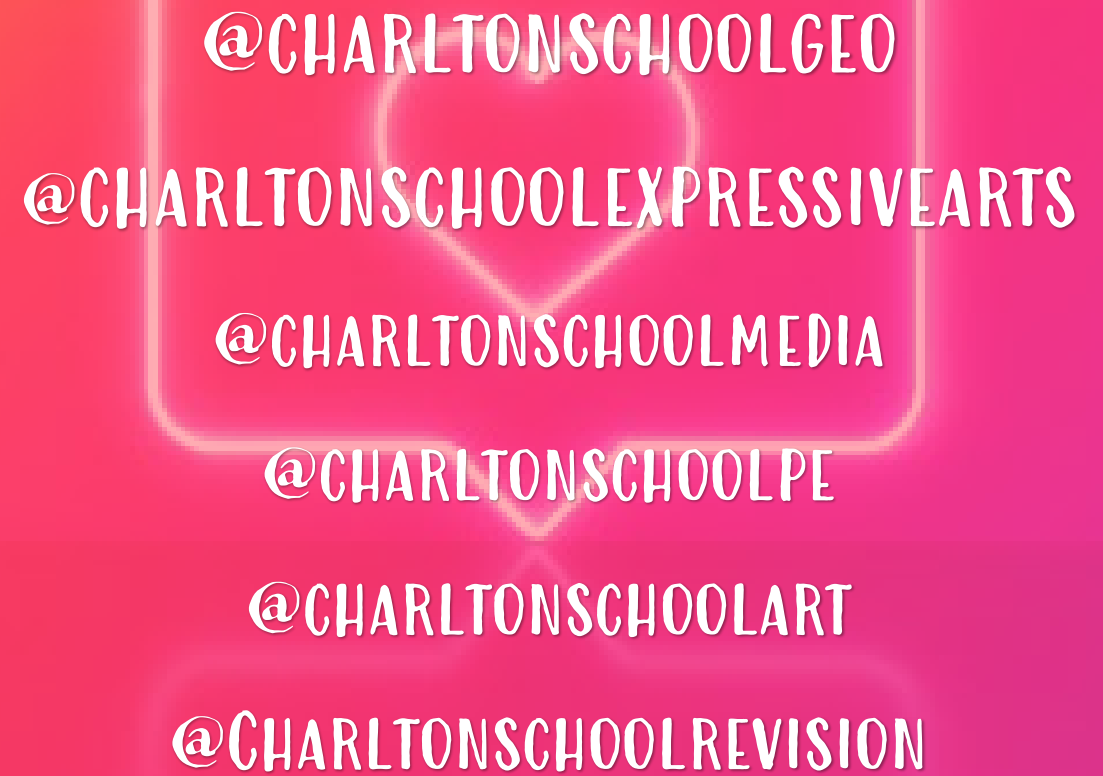 @CHARLTONSCHOOLGEO
@CHARLTONSCHOOLEXPRESSIVEARTS
@CHARLTONSCHOOLMEDIA
@CHARLTONSCHOOLPE
@CHARLTONSCHOOLART
@CHARLTONSCHOOLREVISION